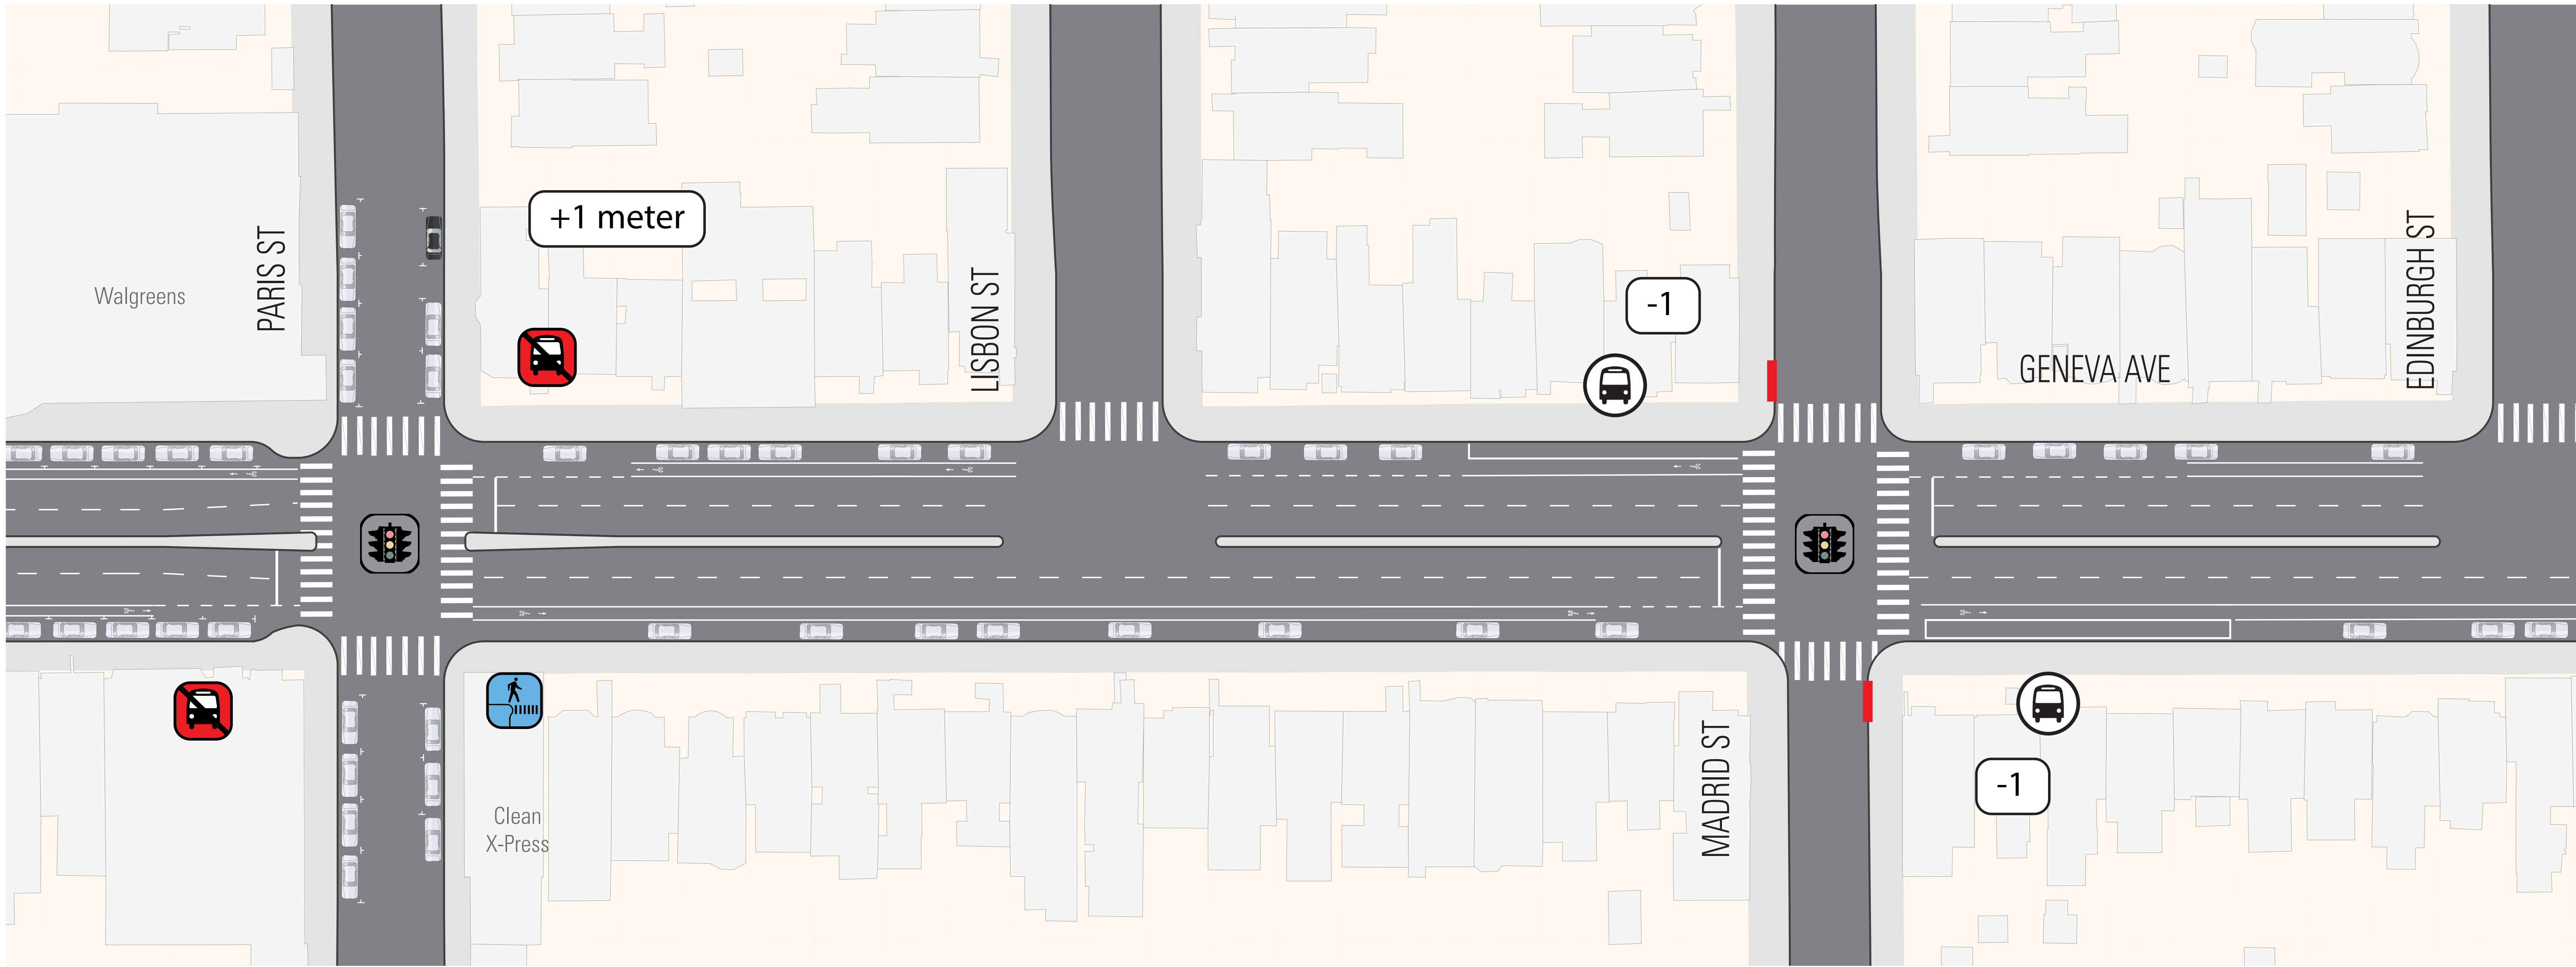 +1 meter
Walgreens
PARIS ST
LISBON ST
-1
GENEVA AVE
EDINBURGH ST
Clean
X-Press
MADRID ST
-1